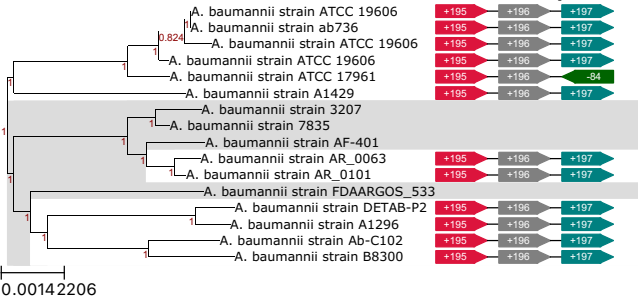 A. baumannii strain ATCC 19606 +195 +196 +197
1 A. baumannii strain ab736 +195 +196 +197
0.824 A. baumannii strain ATCC 19606 +195 +196 +197
1 A. baumannii strain ATCC 19606 +195 +196 +197
1 A. baumannii strain ATCC 17961 +195 +196 -84
1 A. baumannii strain A1429 +195 +196 +197
A. baumannii strain 3207
1 1 A. baumannii strain 7835
1 A. baumannii strain AF-401
1 A. baumannii strain AR_0063 +195 +196 +197
1 1 A. baumannii strain AR_0101 +195 +196 +197
A. baumannii strain FDAARGOS_533
1 A. baumannii strain DETAB-P2 +195 +196 +197
1 A. baumannii strain A1296 +195 +196 +197
1 A. baumannii strain Ab-C102 +195 +196 +197
1 A. baumannii strain B8300 +195 +196 +197
0.00142206